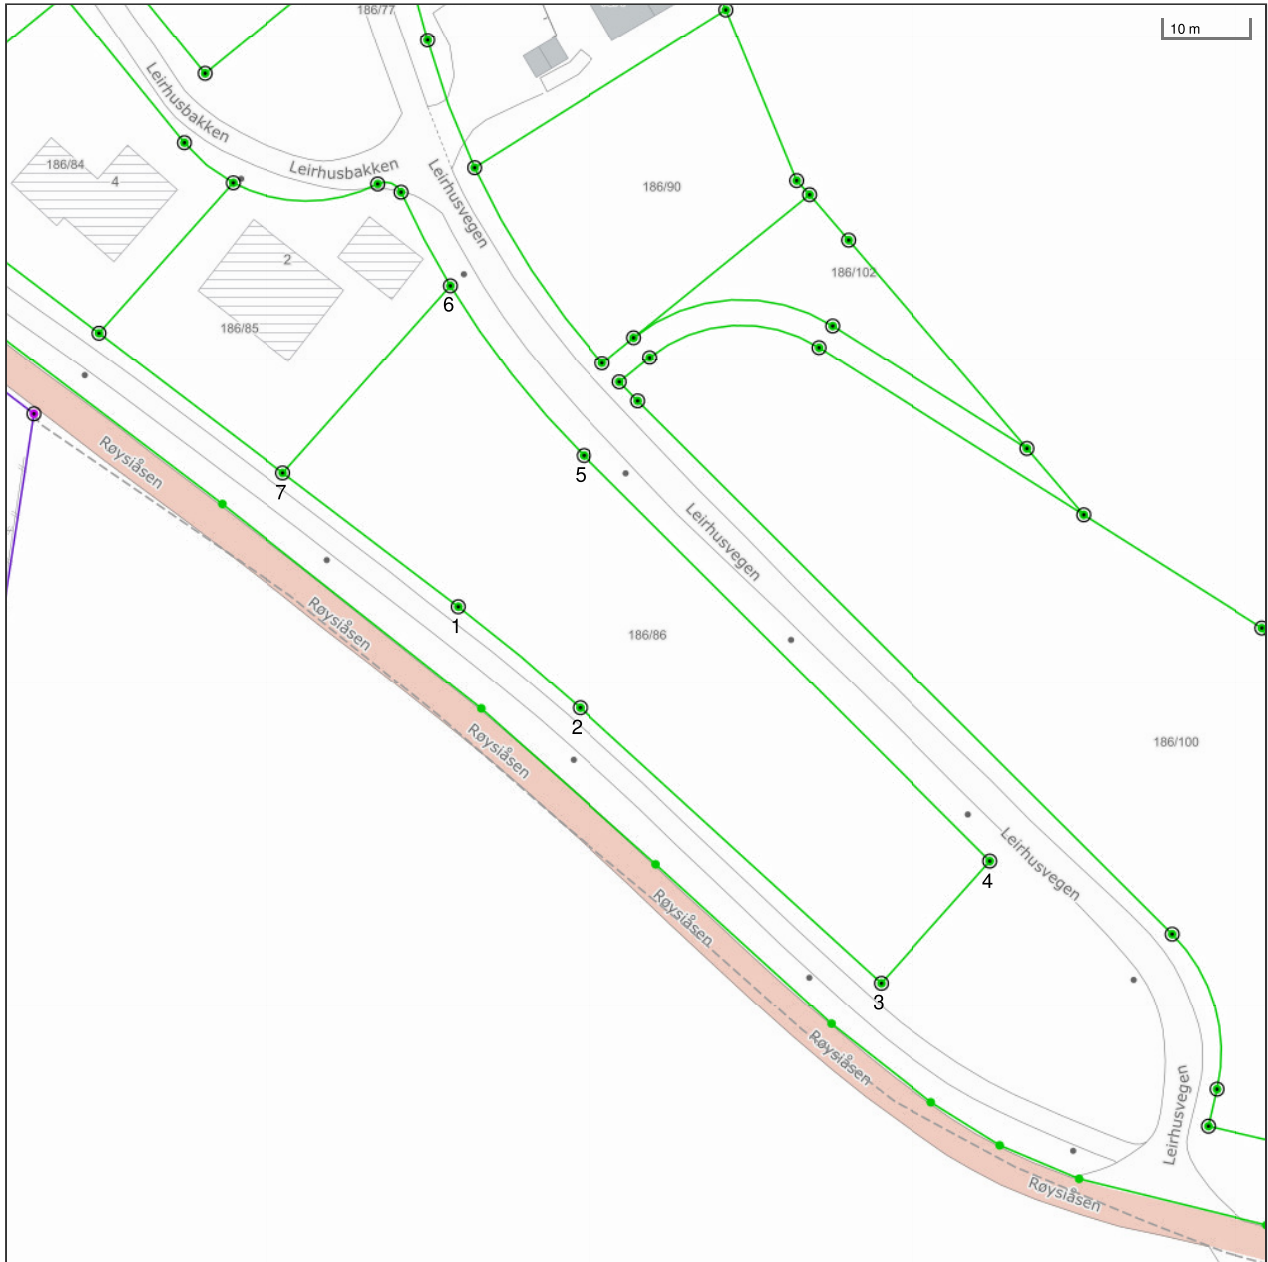 186/77
10 m
Leirhusbakken
Leirhusbakken
Leirhusvegen
186/84
4
186/90
2
186/102
6
186/85
Røysiåsen
7
5
Leirhusvegen
Røysiåsen
1
186/86
2
Røysiåsen
186/100
Leirhusvegen
4
Røysiåsen
3
Røysiåsen
Leirhusvegen
Røysiåsen